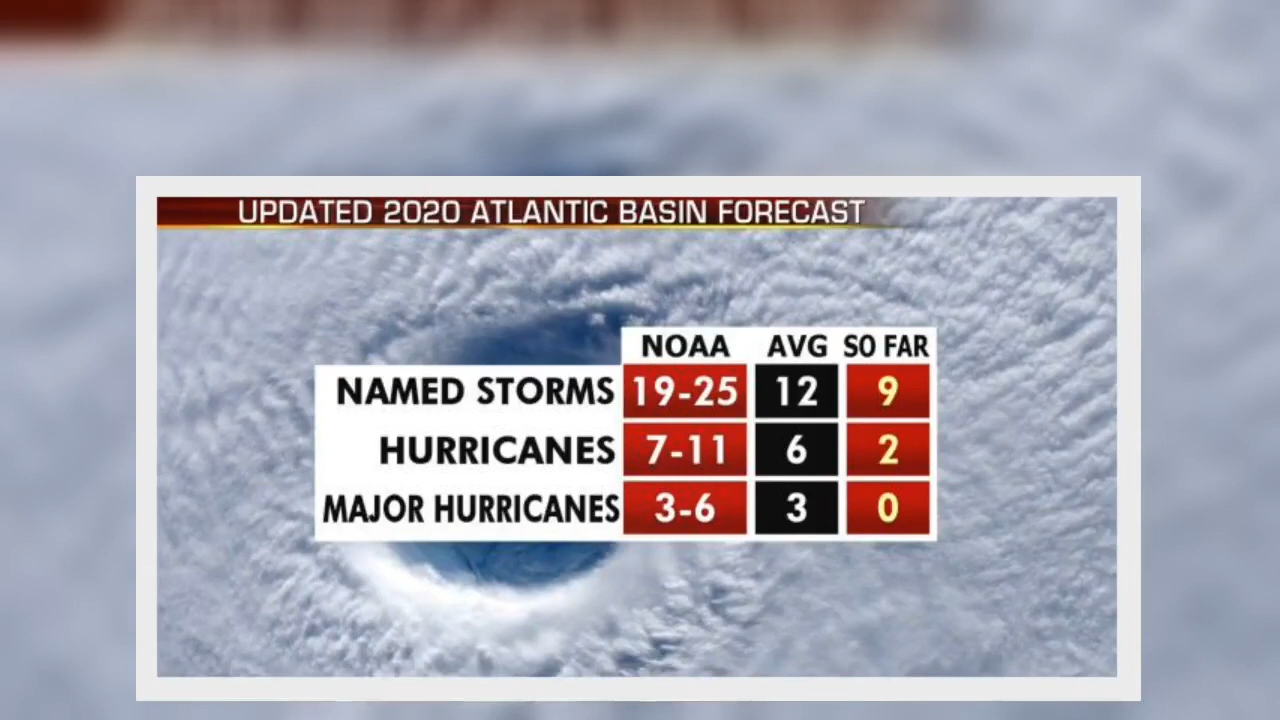 UPDATED 2020 ATLANTIC BASIN FORECAST
NOAA AVG SO FAR
NAMED STORMS 19-25 12 9
HURRICANES 7-11 6 2
MAJOR HURRICANES 3-6 3 0